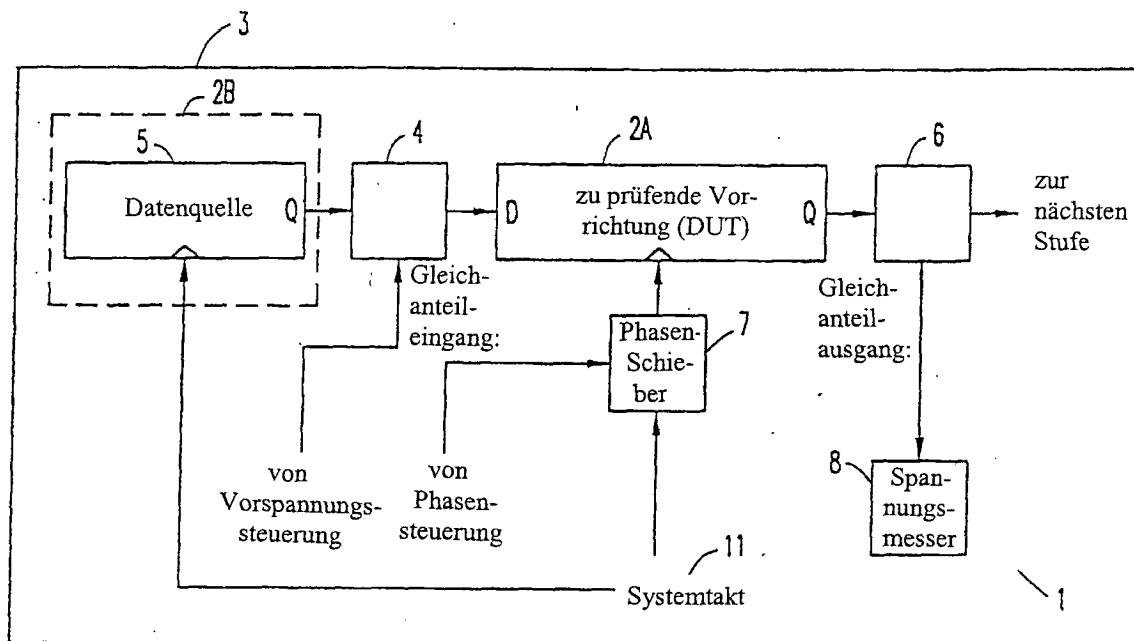 3
2B
5
4
2A
6
Datenquelle
Q
D
zu prüfende Vor-
richtung (DUT)
Q
zur
nächsten
Stufe
Gleich-
anteil-
eingang:
Phasen-
Schie-
ber
7
Gleich-
anteil-
ausgang:
von
Vorspannungs-
steuerung
von
Phasen-
steuerung
8
Span-
nungs-
messer
11
Systemtakt
1